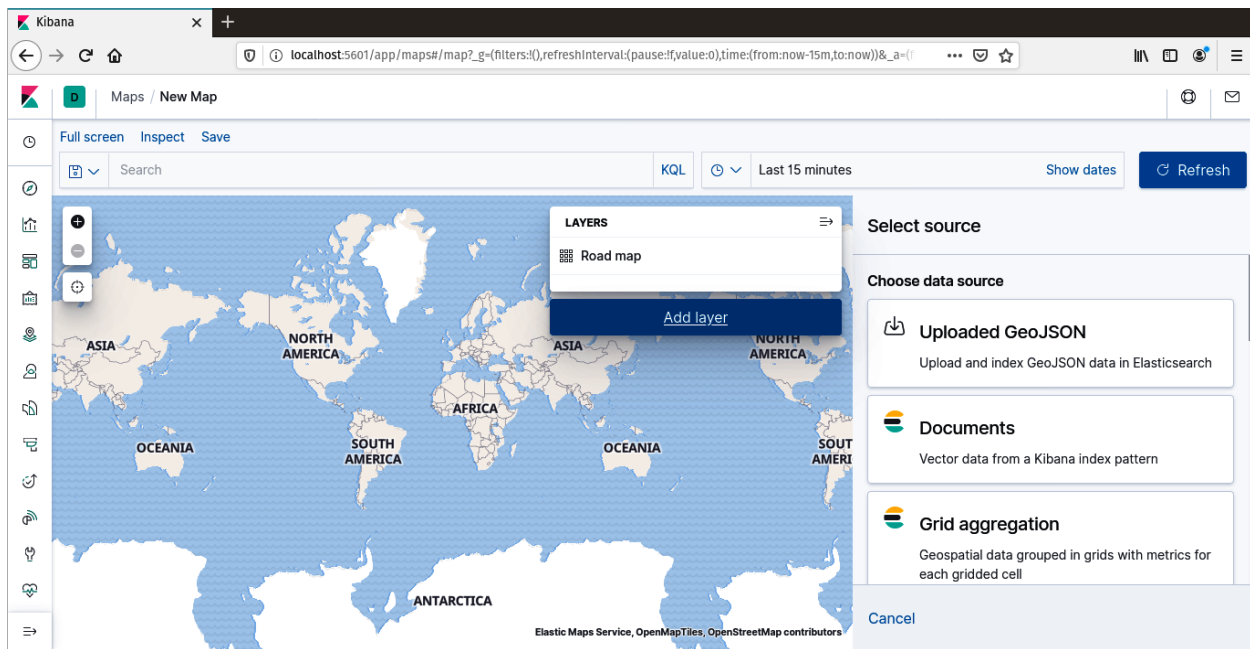 Kibana
localhost:5601/app/maps#/map?_g=(filters:!(),refreshInterval:(pause:!f,value:0),time:(from:now-15m,to:now))&_a=(f
D
Maps / New Map
Full screen Inspect Save
Search
KQL
Last 15 minutes
Show dates
Refresh
LAYERS
Road map
Add layer
Select source
Choose data source
Uploaded GeoJSON
Upload and index GeoJSON data in Elasticsearch
Documents
Vector data from a Kibana index pattern
Grid aggregation
Geospatial data grouped in grids with metrics for
each gridded cell
Cancel
ASIA
NORTH
AMERICA
ASIA
NORTH
AMERICA
AFRICA
OCEANIA
SOUTH
AMERICA
OCEANIA
SOUT
AMERI
ANTARCTICA
Elastic Maps Service, OpenMapTiles, OpenStreetMap contributors